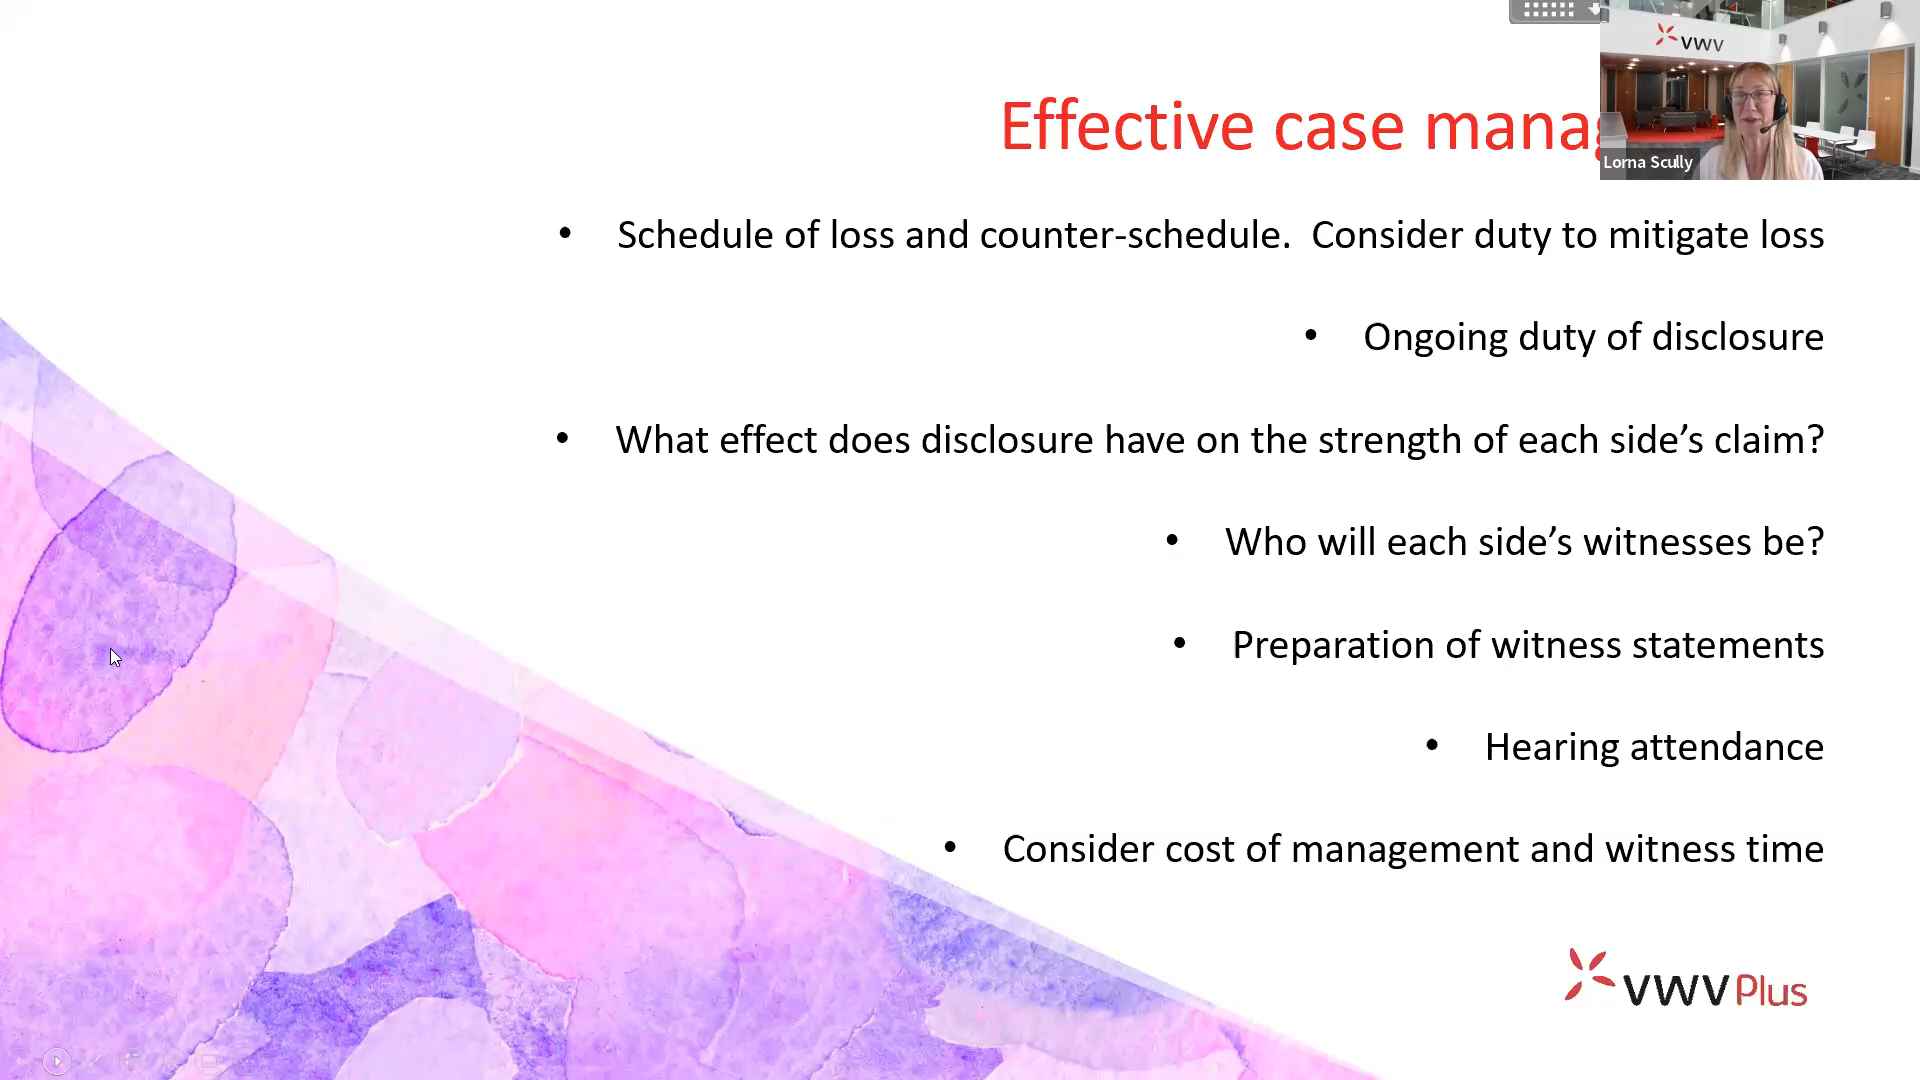 VWV
Effective case manag
Lorna Scully
• Schedule of loss and counter-schedule.  Consider duty to mitigate loss
• Ongoing duty of disclosure
• What effect does disclosure have on the strength of each side’s claim?
• Who will each side’s witnesses be?
• Preparation of witness statements
• Hearing attendance
• Consider cost of management and witness time
VWV Plus